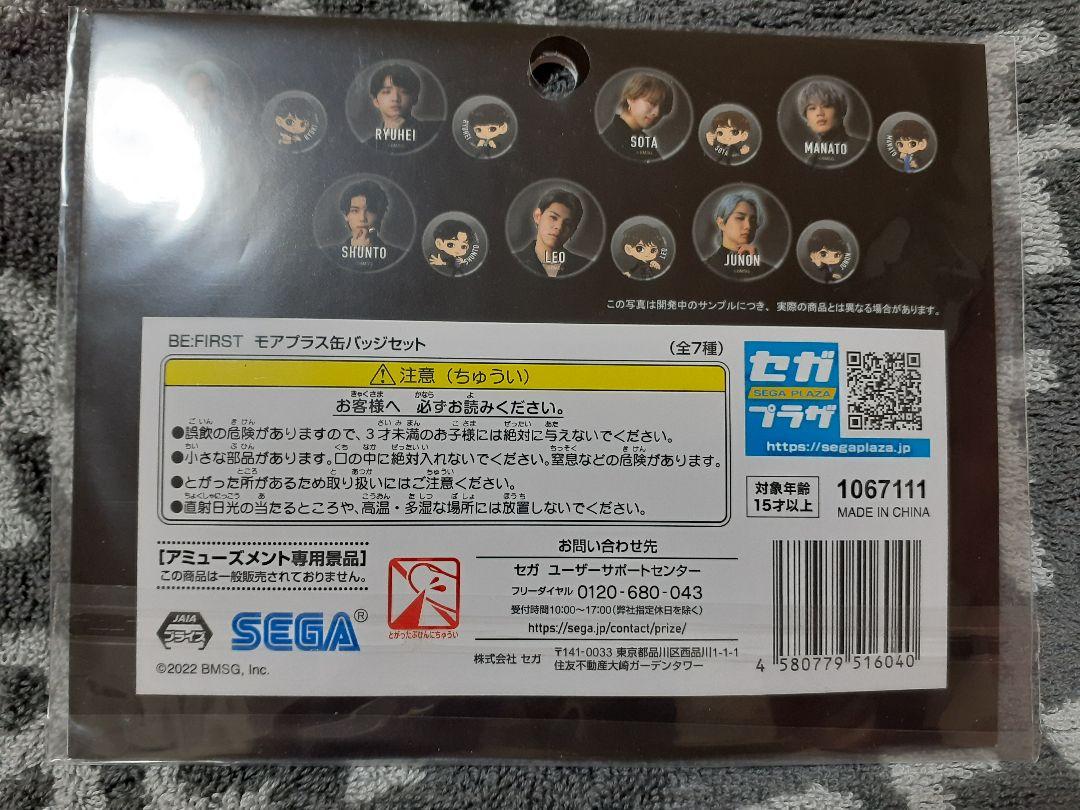 RYUHEI
RYUHEI
SOTA
SOTA
MANATO
MANATO
SHUNTO
SHUNTO
LEO
LEO
JUNON
JUNON
この写真は開発中のサンプルにつき、実際の商品とは異なる場合があります。
BE:FIRST モアプラス缶バッジセット
(全7種)
注意(ちゅうい)
お客様へ 必ずお読みください。
●誤飲の危険がありますので、3才未満のお子様には絶対に与えないでください。
●小さな部品があります。口の中に絶対入れないでください。窒息などの危険があります。
●とがった所があるため取り扱いにはご注意ください。
●直射日光の当たるところや、高温・多湿な場所には放置しないでください。
セガ
SEGA PLAZA
プラザ
https://segaplaza.jp
対象年齢
15才以上
1067111
MADE IN CHINA
[アミューズメント専用景品]
この商品は一般販売されておりません。
JAIA
プライズ
SEGA®
©2022 BMSG, Inc.
とがったぶひんにちゅうい
お問い合わせ先
セガ ユーザーサポートセンター
フリーダイヤル 0120-680-043
受付時間10:00～17:00(弊社指定休日を除く)
https://sega.jp/contact/prize/
株式会社 セガ 〒141-0033 東京都品川区西品川1-1-1
住友不動産大崎ガーデンタワー
4 580779 516040